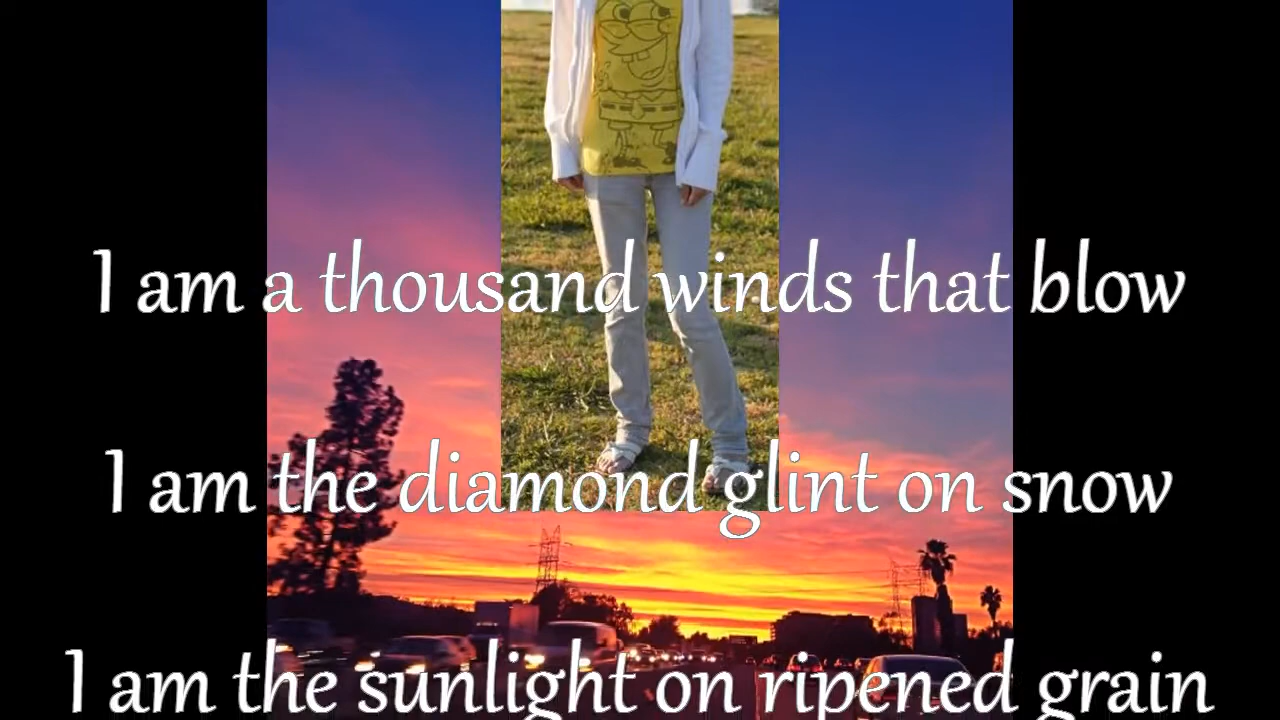 I am a thousand winds that blow
I am the diamond glint on snow
I am the sunlight on ripened grain